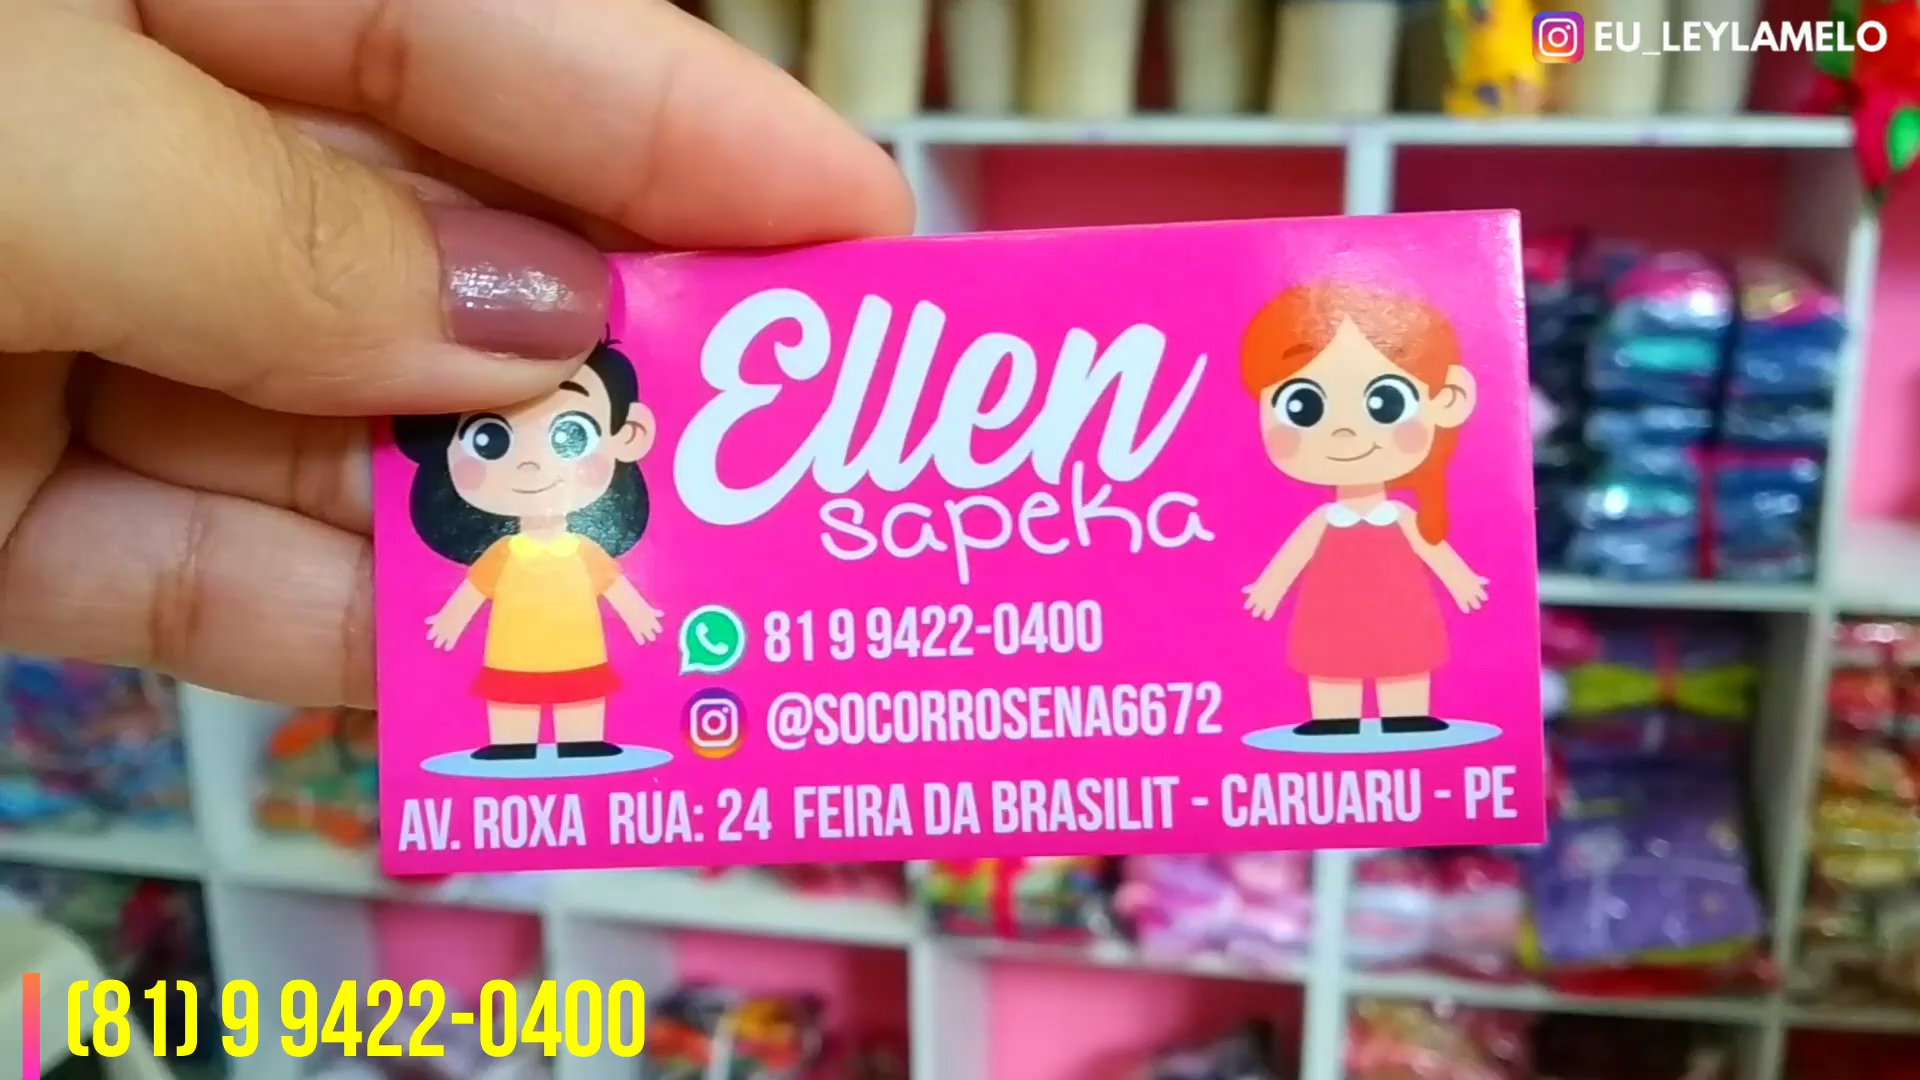 EU_LEYLAMELO
Ellen
sapeka
81 9 9422-0400
@SOCORROSENA6672
AV. ROXA RUA: 24 FEIRA DA BRASILIT - CARUARU - PE
(81) 9 9422-0400